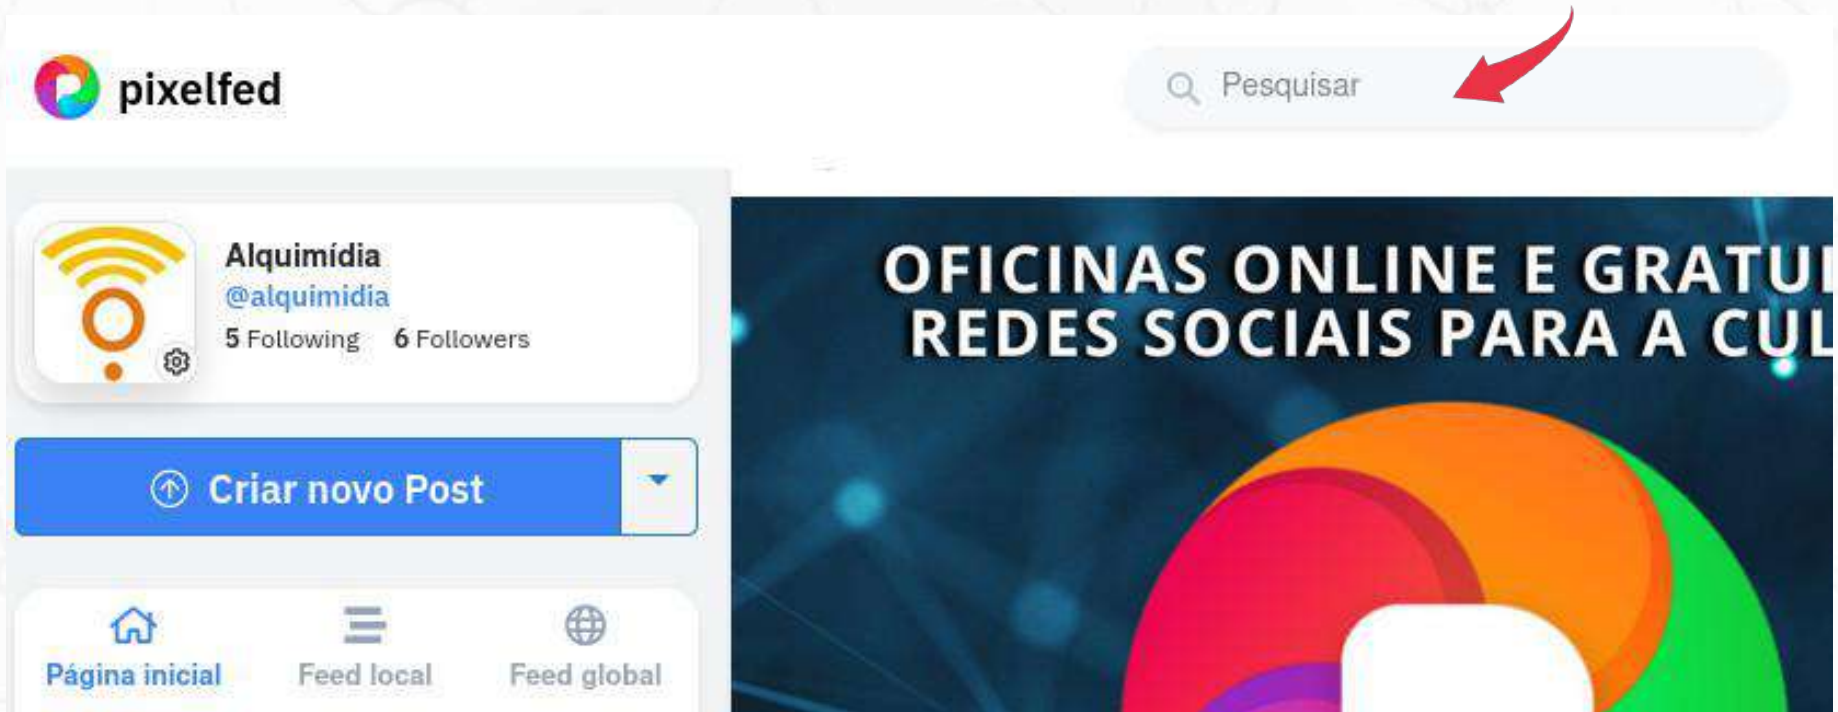 pixelfed
Pesquisar
Alquimídia
@alquimidia
5 Following 6 Followers
Criar novo Post
Página inicial Feed local Feed global
OFICINAS ONLINE E GRATUI
REDES SOCIAIS PARA A CUL